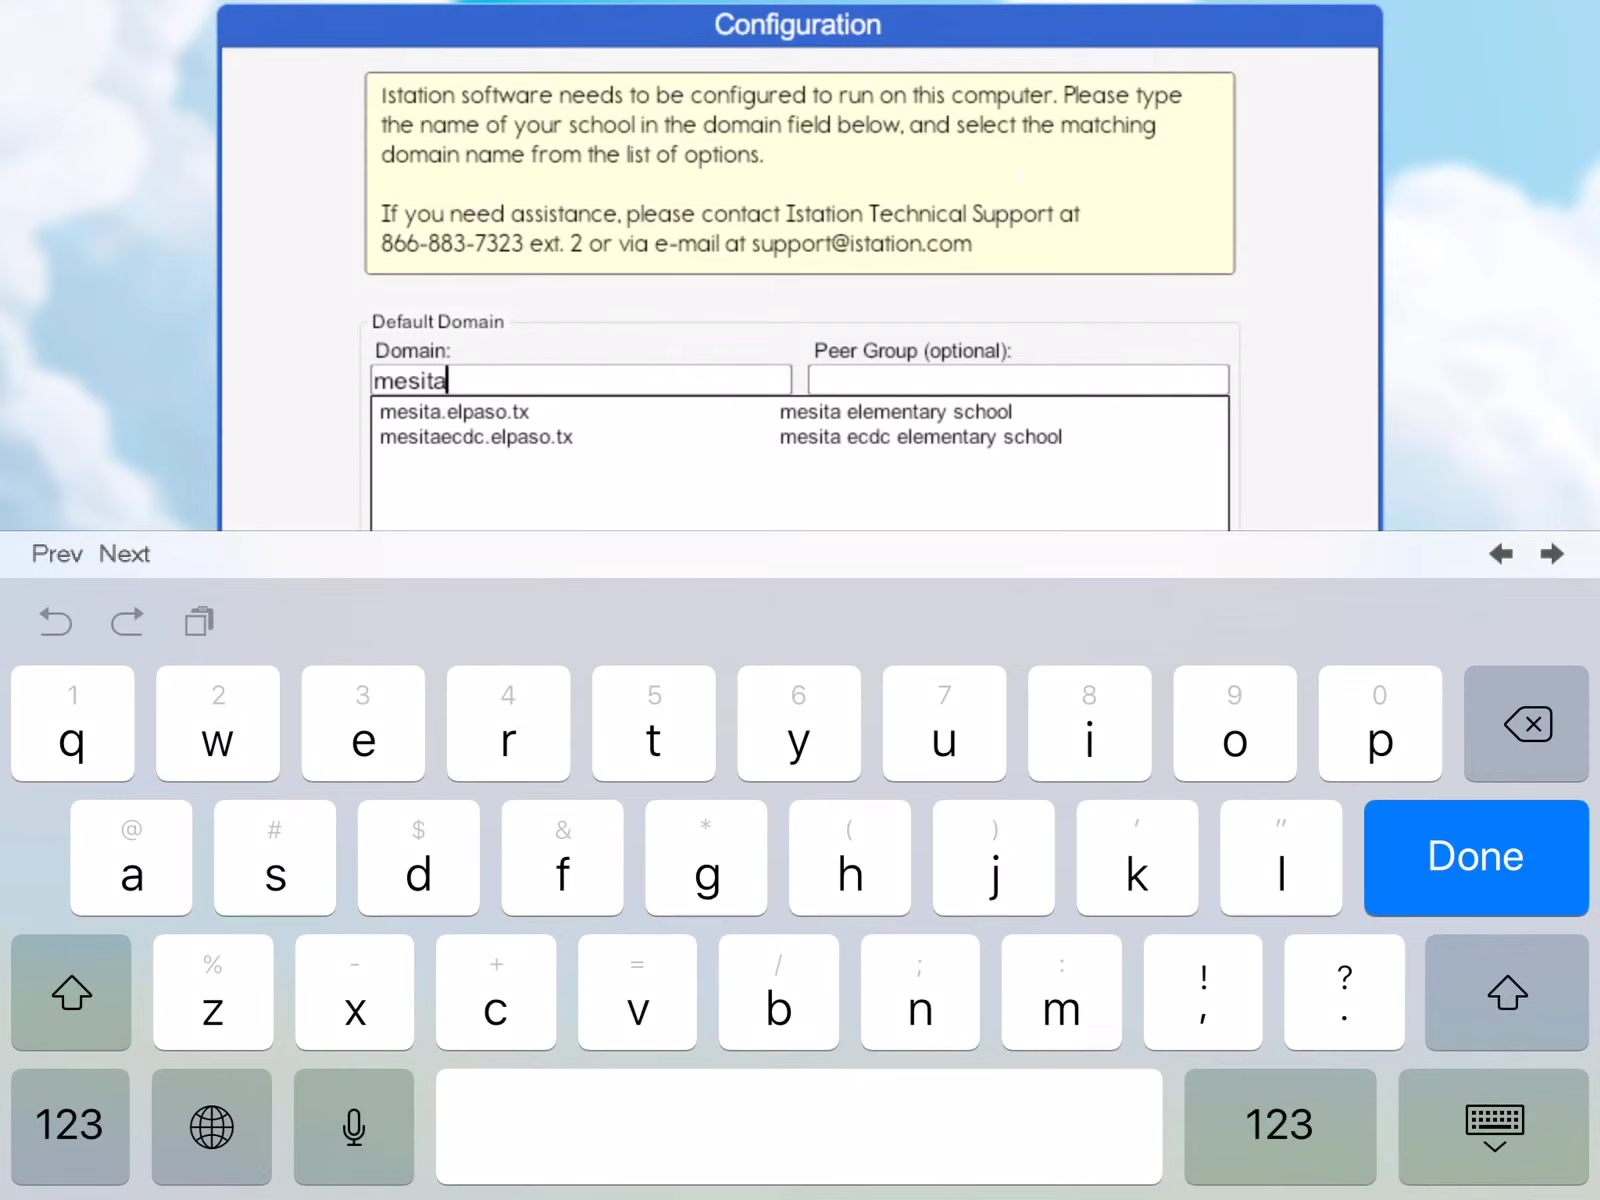 Configuration
Istation software needs to be configured to run on this computer. Please type
the name of your school in the domain field below, and select the matching
domain name from the list of options.
If you need assistance, please contact Istation Technical Support at
866-883-7323 ext. 2 or via e-mail at support@istation.com
Default Domain
Domain: Peer Group (optional):
mesita
mesita.elpaso.tx mesita elementary school
mesitaecdc.elpaso.tx mesita ecdc elementary school
Prev Next
1 2 3 4 5 6 7 8 9 0
q w e r t y u i o p
@ # $ & * ( ) ' "
a s d f g h j k l Done
% - + = / ; : ! ?
z x c v b n m , .
123 123